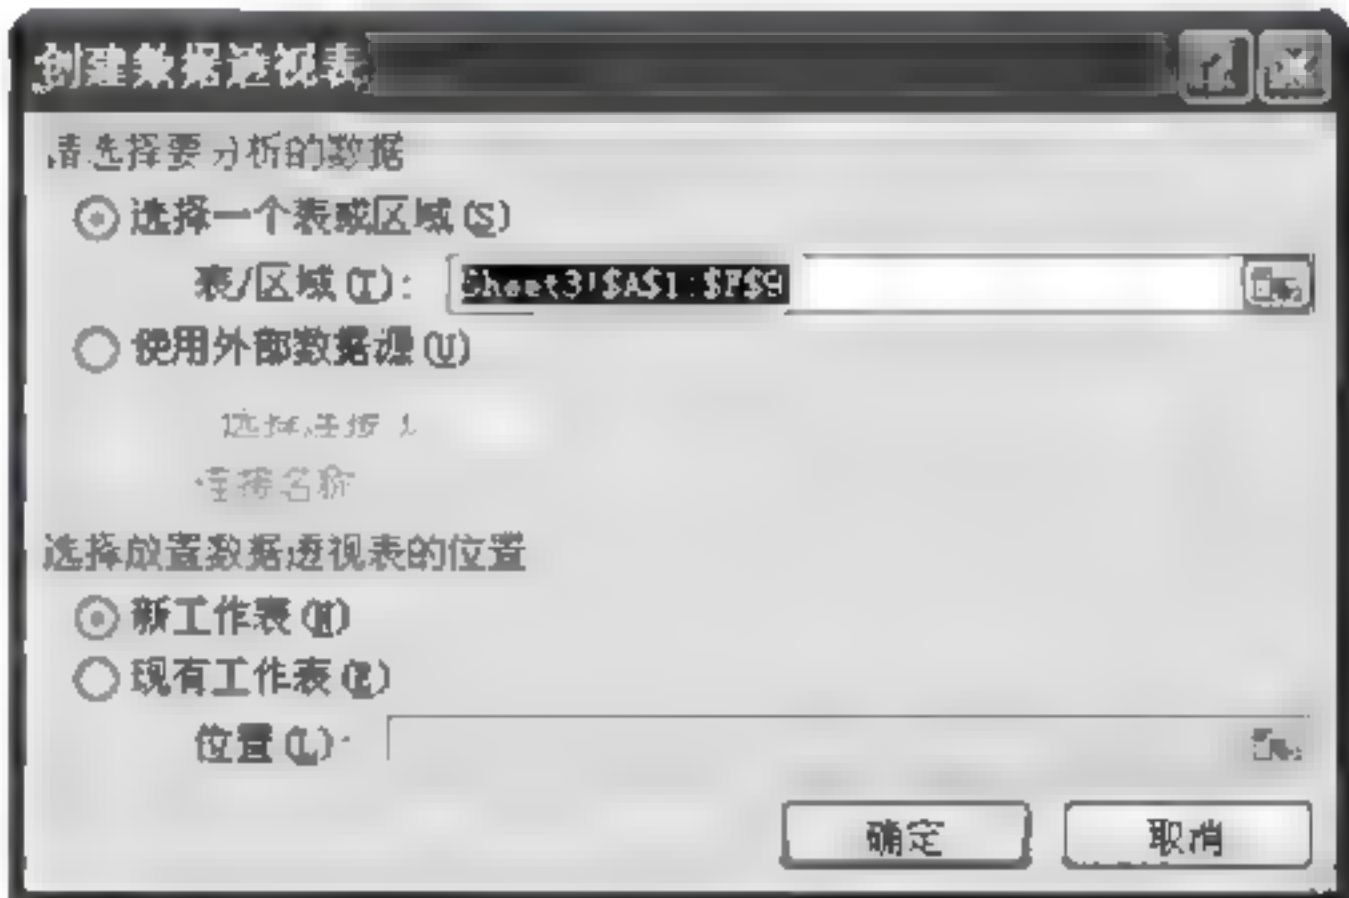 创建数据透视表
请选择要分析的数据
选择一个表或区域(S)
表/区域(T): Sheet3!$A$1:$F$9
使用外部数据源(U)
选择连接
连接名称
选择放置数据透视表的位置
新工作表(N)
现有工作表(E)
位置(L):
确定 取消